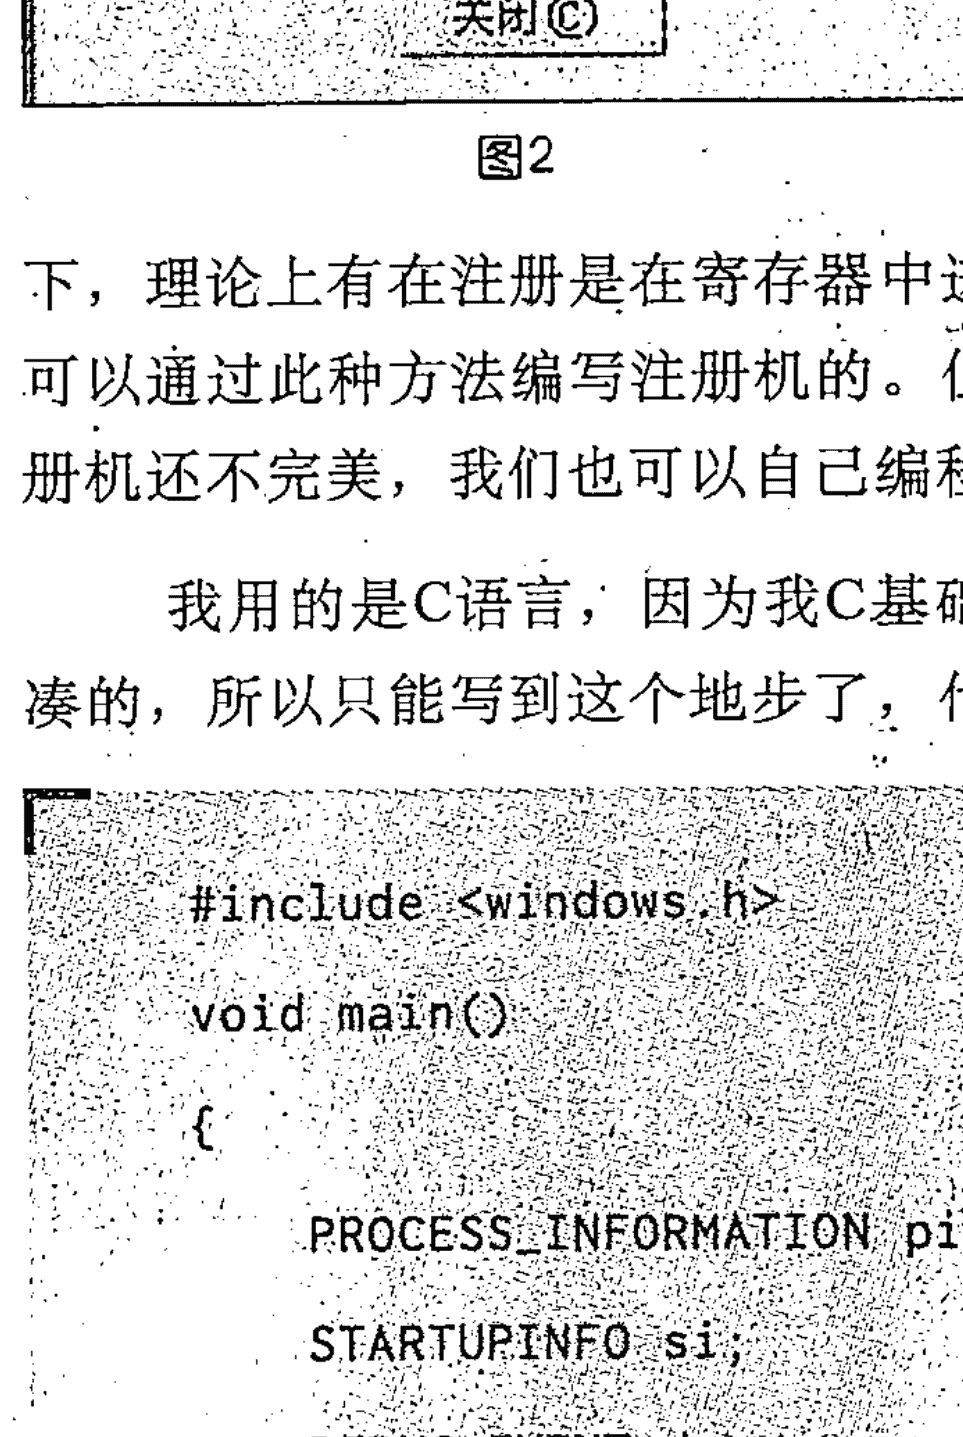 关闭(C)
图2
下，理论上有在注册是在寄存器中
可以通过此种方法编写注册机的。
册机还不完美，我们也可以自己编程
我用的是C语言，因为我C基础
凑的，所以只能写到这个地步了，
#include <windows.h>
void main()
{
PROCESS_INFORMATION pi
STARTUPINFO si;